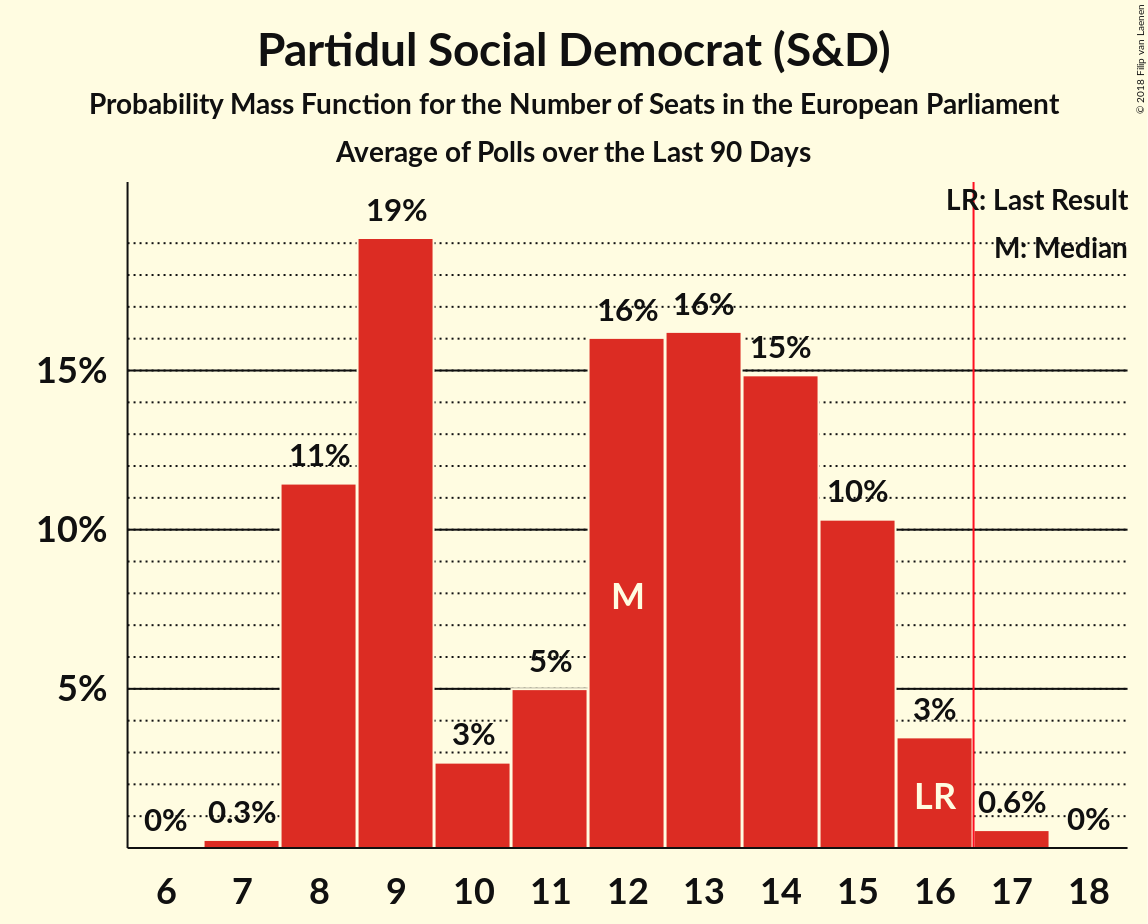 Partidul Social Democrat (S&D)
Probability Mass Function for the Number of Seats in the European Parliament
Average of Polls over the Last 90 Days
© 2018 Filip van Laenen
LR: Last Result
M: Median
19%
16%
16%
15%
15%
11%
10%
10%
M
5%
5%
3%
3%
LR
0%
0.3%
0.6%
0%
6 7 8 9 10 11 12 13 14 15 16 17 18